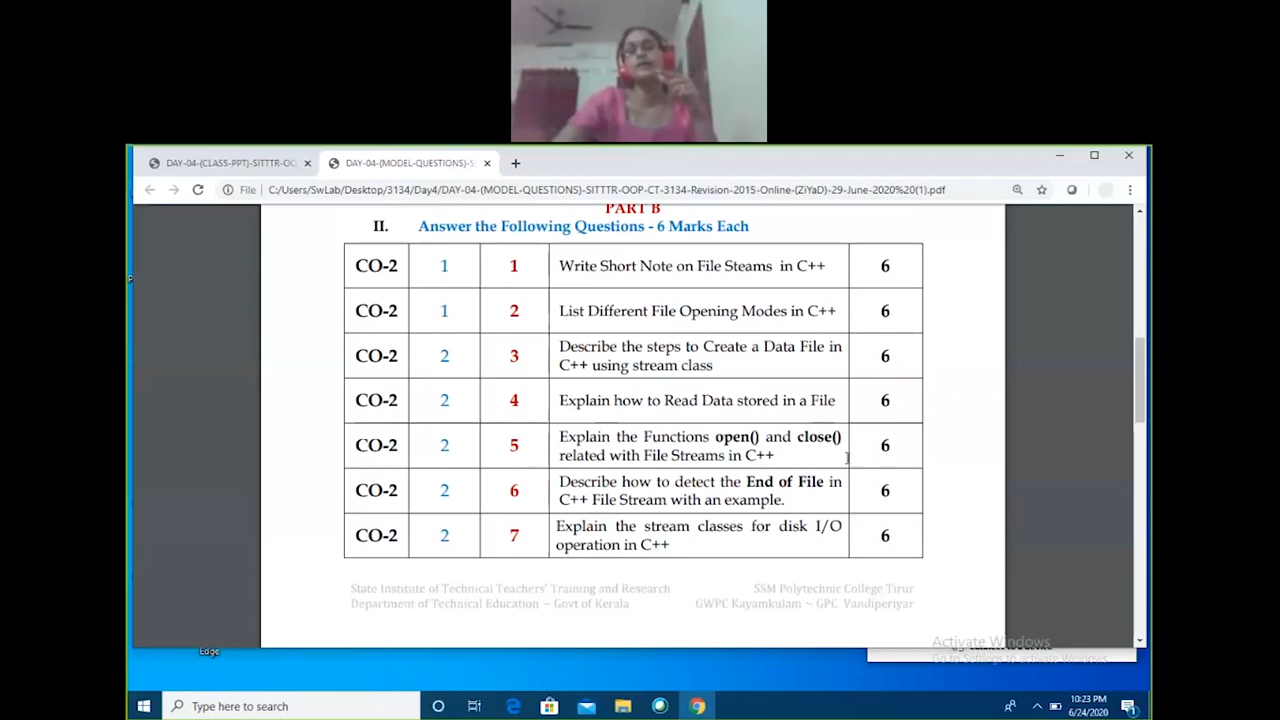 DAY-04-(CLASS-PPT)-SITTTR-OO
DAY-04-(MODEL-QUESTIONS)-S
File
C:/Users/SwLab/Desktop/3134/Day4/DAY-04-(MODEL-QUESTIONS)-SITTTR-OOP-CT-3134-Revision-2015-Online-(ZiYaD)-29-June-2020%20(1).pdf
PART B
II. Answer the Following Questions - 6 Marks Each
CO-2 1 1 Write Short Note on File Steams in C++ 6
CO-2 1 2 List Different File Opening Modes in C++ 6
CO-2 2 3 Describe the steps to Create a Data File in
C++ using stream class 6
CO-2 2 4 Explain how to Read Data stored in a File 6
CO-2 2 5 Explain the Functions open() and close()
related with File Streams in C++ 6
CO-2 2 6 Describe how to detect the End of File in
C++ File Stream with an example. 6
CO-2 2 7 Explain the stream classes for disk I/O
operation in C++ 6
State Institute of Technical Teachers' Training and Research
Department of Technical Education ~ Govt of Kerala
SSM Polytechnic College Tirur
GWPC Kayamkulam ~ GPC Vandiperiyar
Activate Windows
Go to Settings to activate Windows.
Edge
Type here to search
10:23 PM
6/24/2020